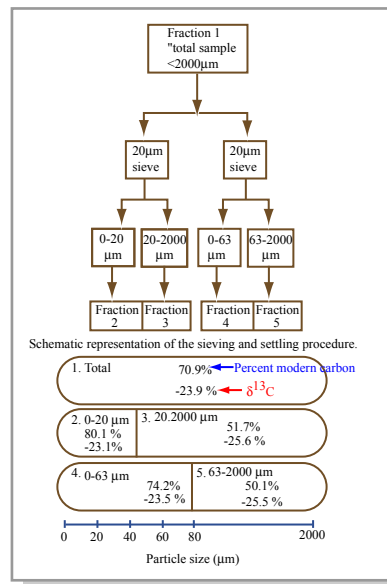 Fraction 1
"total sample
<2000µm
20µm
sieve
20µm
sieve
0-20
µm
20-2000
µm
0-63
µm
63-2000
µm
Fraction
2
Fraction
3
Fraction
4
Fraction
5
Schematic representation of the sieving and settling procedure.
1. Total
70.9%
Percent modern carbon
-23.9 %
δ¹³C
2. 0-20 µm
80.1 %
-23.1%
3. 20.2000 µm
51.7%
-25.6 %
4. 0-63 µm
74.2%
-23.5 %
5. 63-2000 µm
50.1%
-25.5 %
0 20 40 60 80 2000
Particle size (µm)